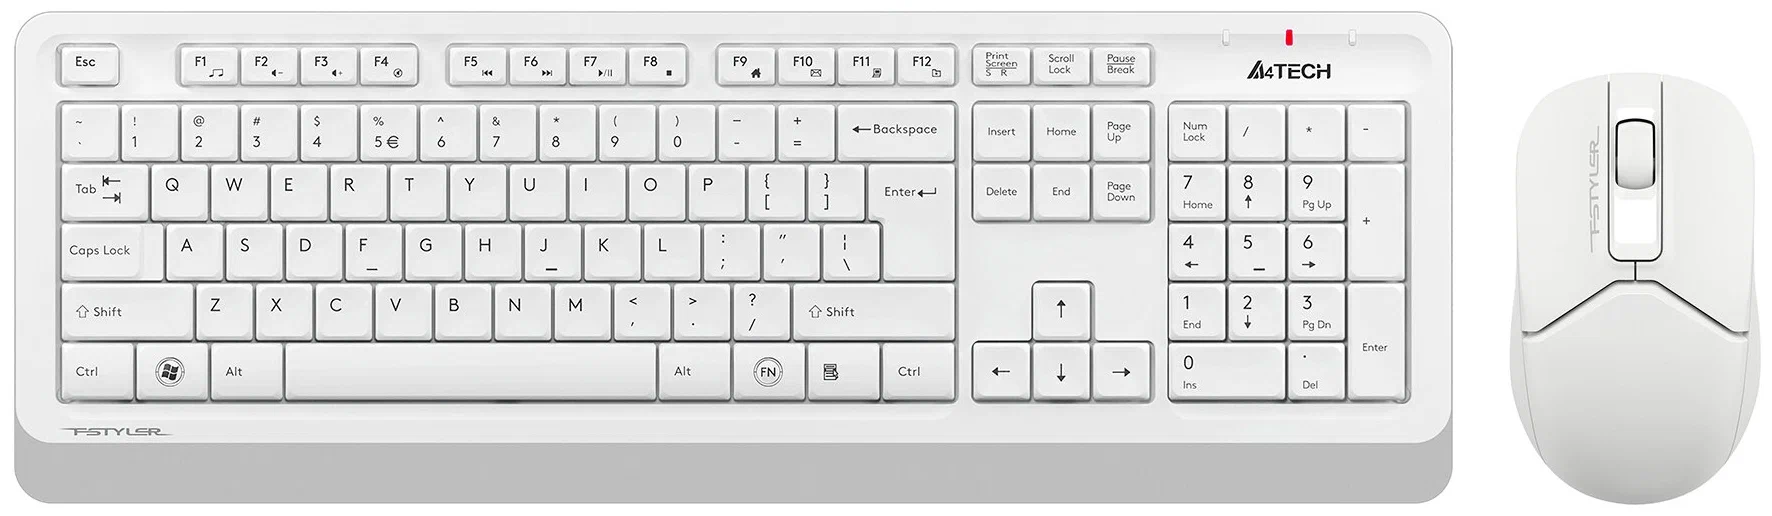 Esc F1 F2 F3 F4 F5 F6 F7 F8 F9 F10 F11 F12 Print Screen S R Scroll Lock Pause Break A4TECH
~ ` ! 1 @ 2 # 3 $ 4 % 5 € ^ 6 & 7 * 8 ( 9 ) 0 _ - + = ←Backspace Insert Home Page Up Num Lock / * -
Tab Q W E R T Y U I O P { [ } ] Enter Delete End Page Down 7 Home 8 ↑ 9 Pg Up +
Caps Lock A S D F G H J K L : ; " ' ¦ \ 4 ← 5 6 →
⇧ Shift Z X C V B N M < , > . ? / ⇧ Shift ↑ 1 End 2 ↓ 3 Pg Dn Enter
Ctrl Alt Alt FN Ctrl ← ↓ → 0 Ins . Del
FSTYLER
FSTYLER